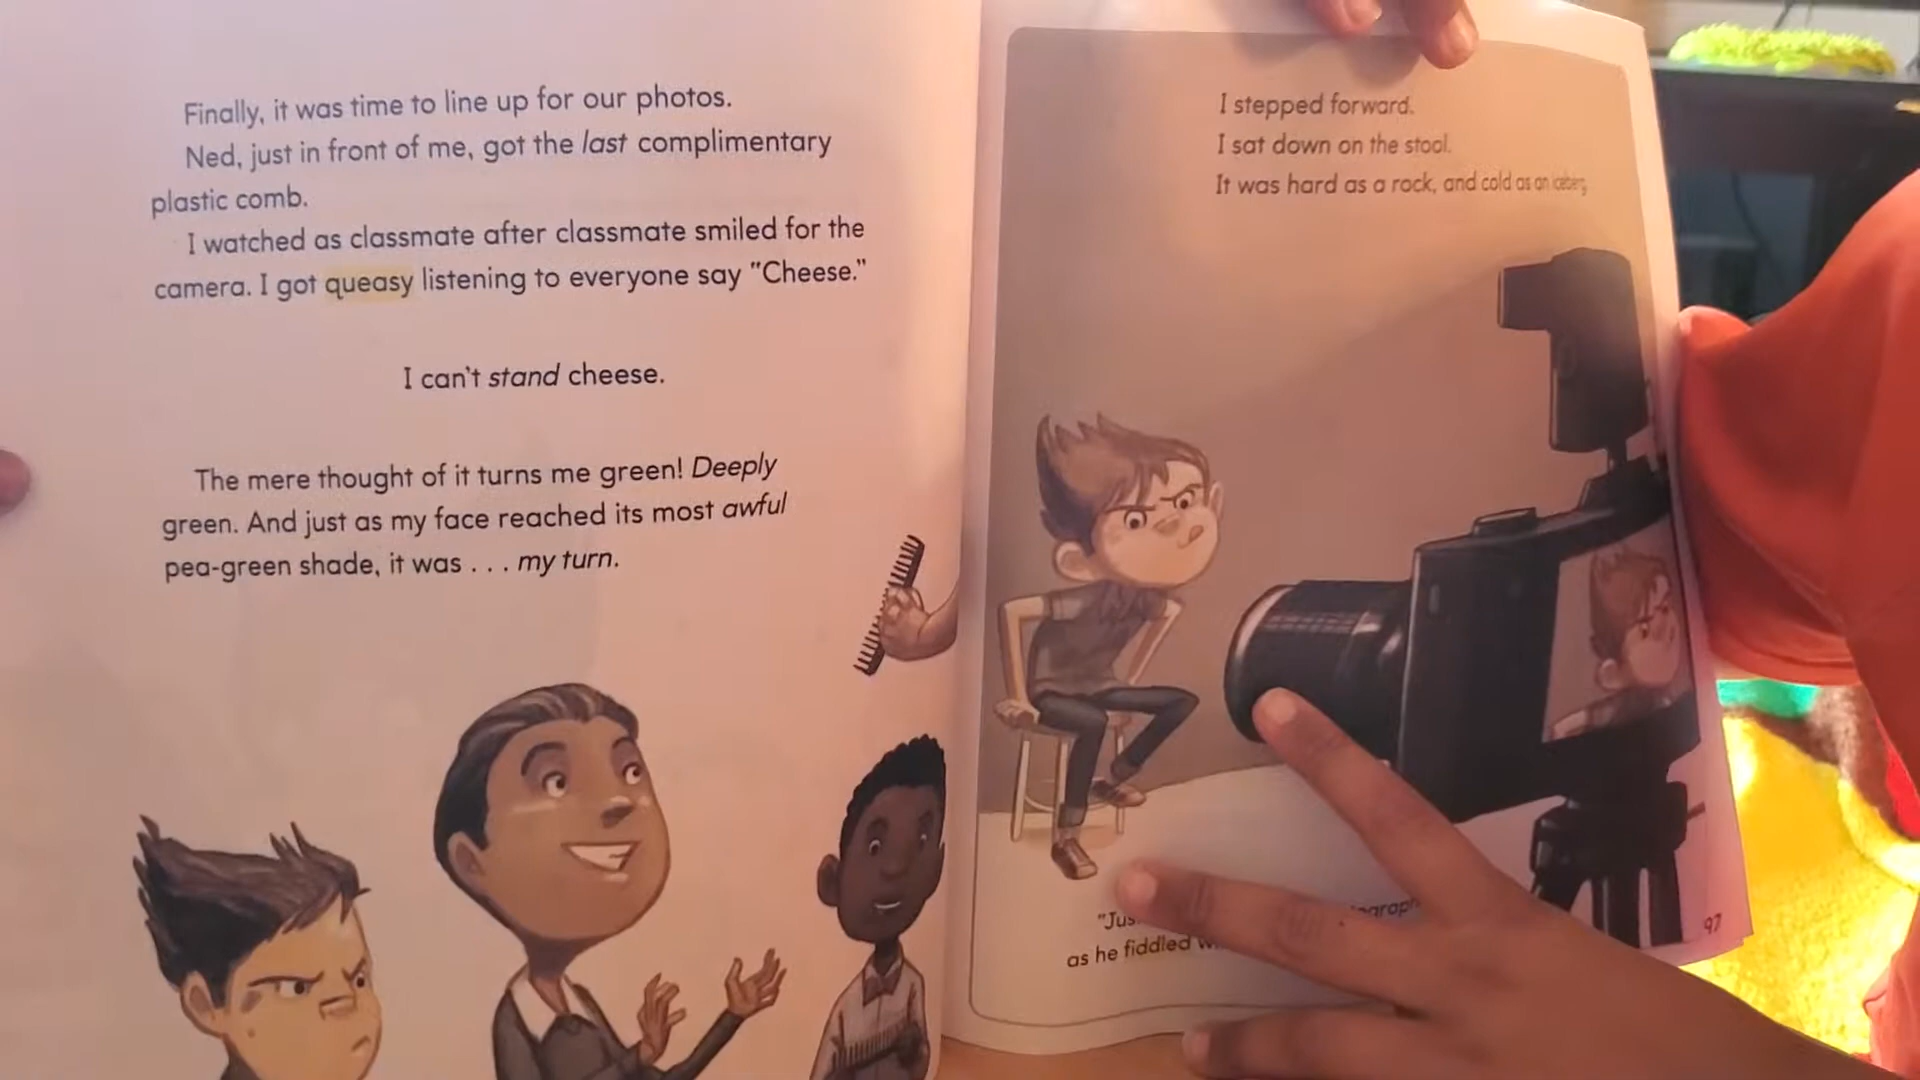 Finally, it was time to line up for our photos.
Ned, just in front of me, got the last complimentary
plastic comb.
I watched as classmate after classmate smiled for the
camera. I got queasy listening to everyone say "Cheese."
I can't stand cheese.
The mere thought of it turns me green! Deeply
green. And just as my face reached its most awful
pea-green shade, it was . . . my turn.
I stepped forward.
I sat down on the stool.
It was hard as a rock, and cold as an iceberg.
as he fiddled
97